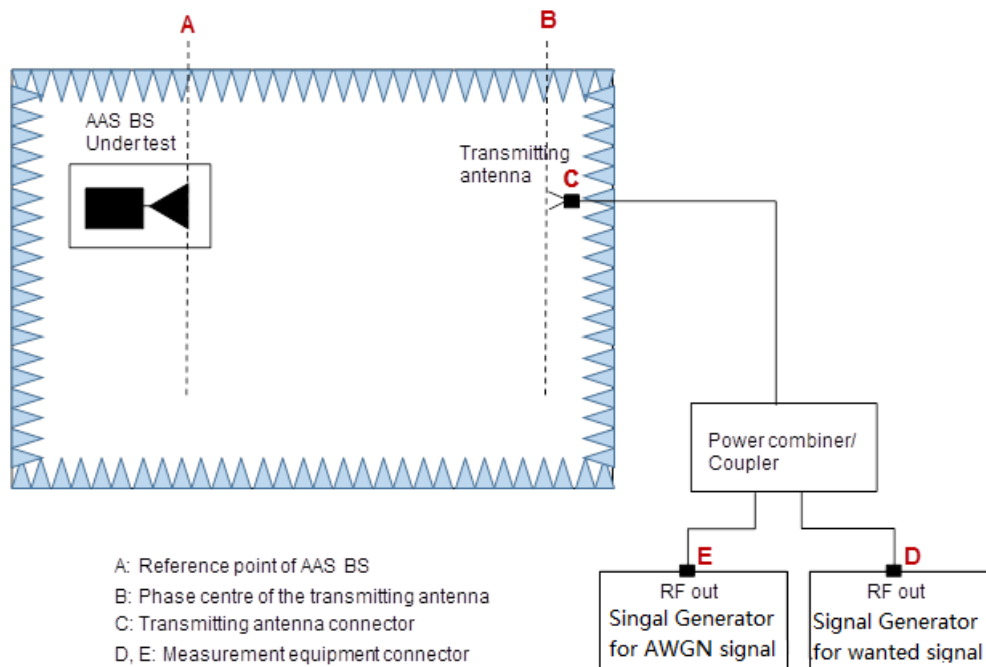 A
B
AAS BS
Under test
Transmitting
antenna
C
Power combiner/
Coupler
E
D
RF out
Singal Generator
for AWGN signal
RF out
Signal Generator
for wanted signal
A: Reference point of AAS BS
B: Phase centre of the transmitting antenna
C: Transmitting antenna connector
D, E: Measurement equipment connector